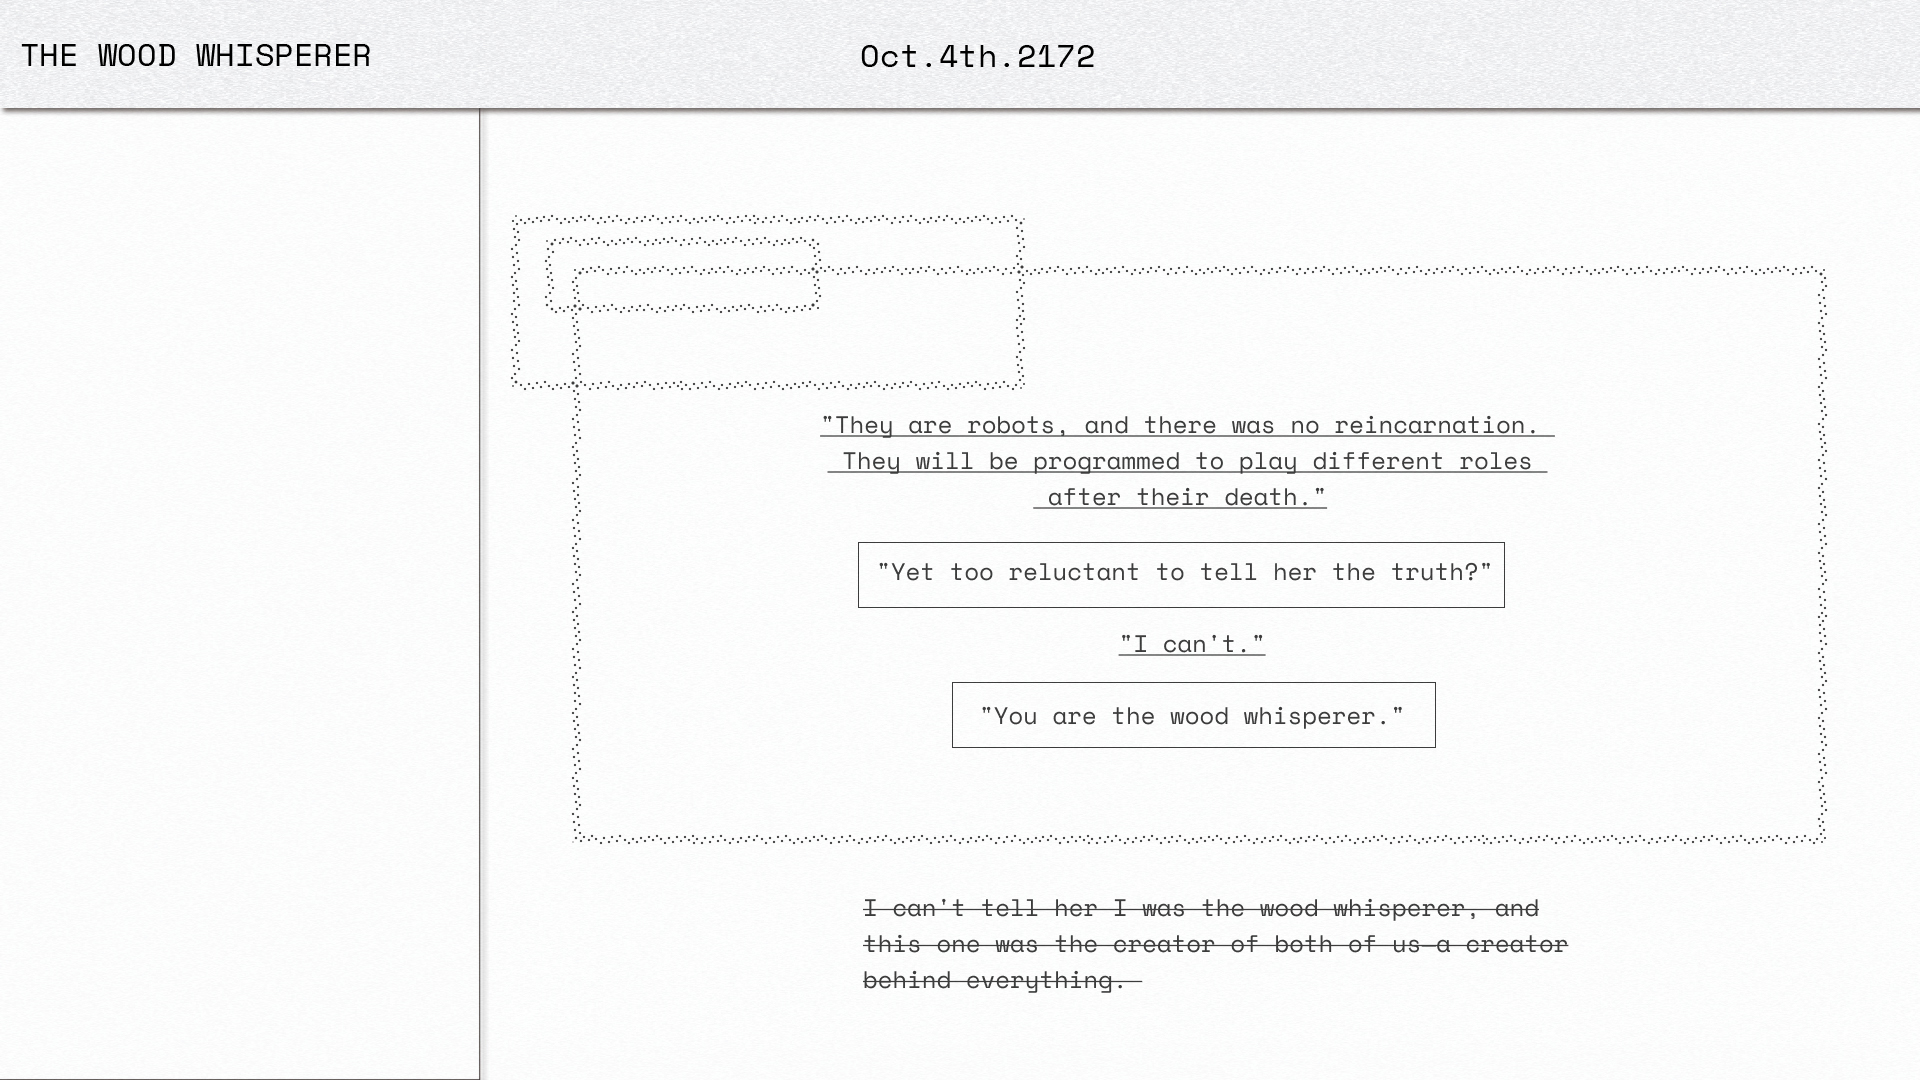 THE WOOD WHISPERER
Oct.4th.2172
"They are robots, and there was no reincarnation.
They will be programmed to play different roles
after their death."
"Yet too reluctant to tell her the truth?"
"I can't."
"You are the wood whisperer."
I can't tell her I was the wood whisperer, and
this one was the creator of both of us—a creator
behind everything.